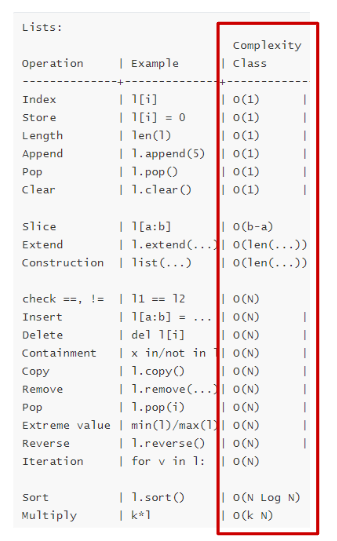 Lists:
Complexity
Operation | Example | Class
--------------+--------------+--------------
Index | l[i] | O(1) |
Store | l[i] = 0 | O(1) |
Length | len(l) | O(1) |
Append | l.append(5) | O(1) |
Pop | l.pop() | O(1) |
Clear | l.clear() | O(1) |
Slice | l[a:b] | O(b-a)
Extend | l.extend(...) | O(len(...))
Construction | list(...) | O(len(...))
check ==, != | l1 == l2 | O(N)
Insert | l[a:b] = ... | O(N) |
Delete | del l[i] | O(N) |
Containment | x in/not in l | O(N) |
Copy | l.copy() | O(N) |
Remove | l.remove(...) | O(N) |
Pop | l.pop(i) | O(N) |
Extreme value | min(l)/max(l) | O(N) |
Reverse | l.reverse() | O(N) |
Iteration | for v in l: | O(N)
Sort | l.sort() | O(N Log N)
Multiply | k*l | O(k N)